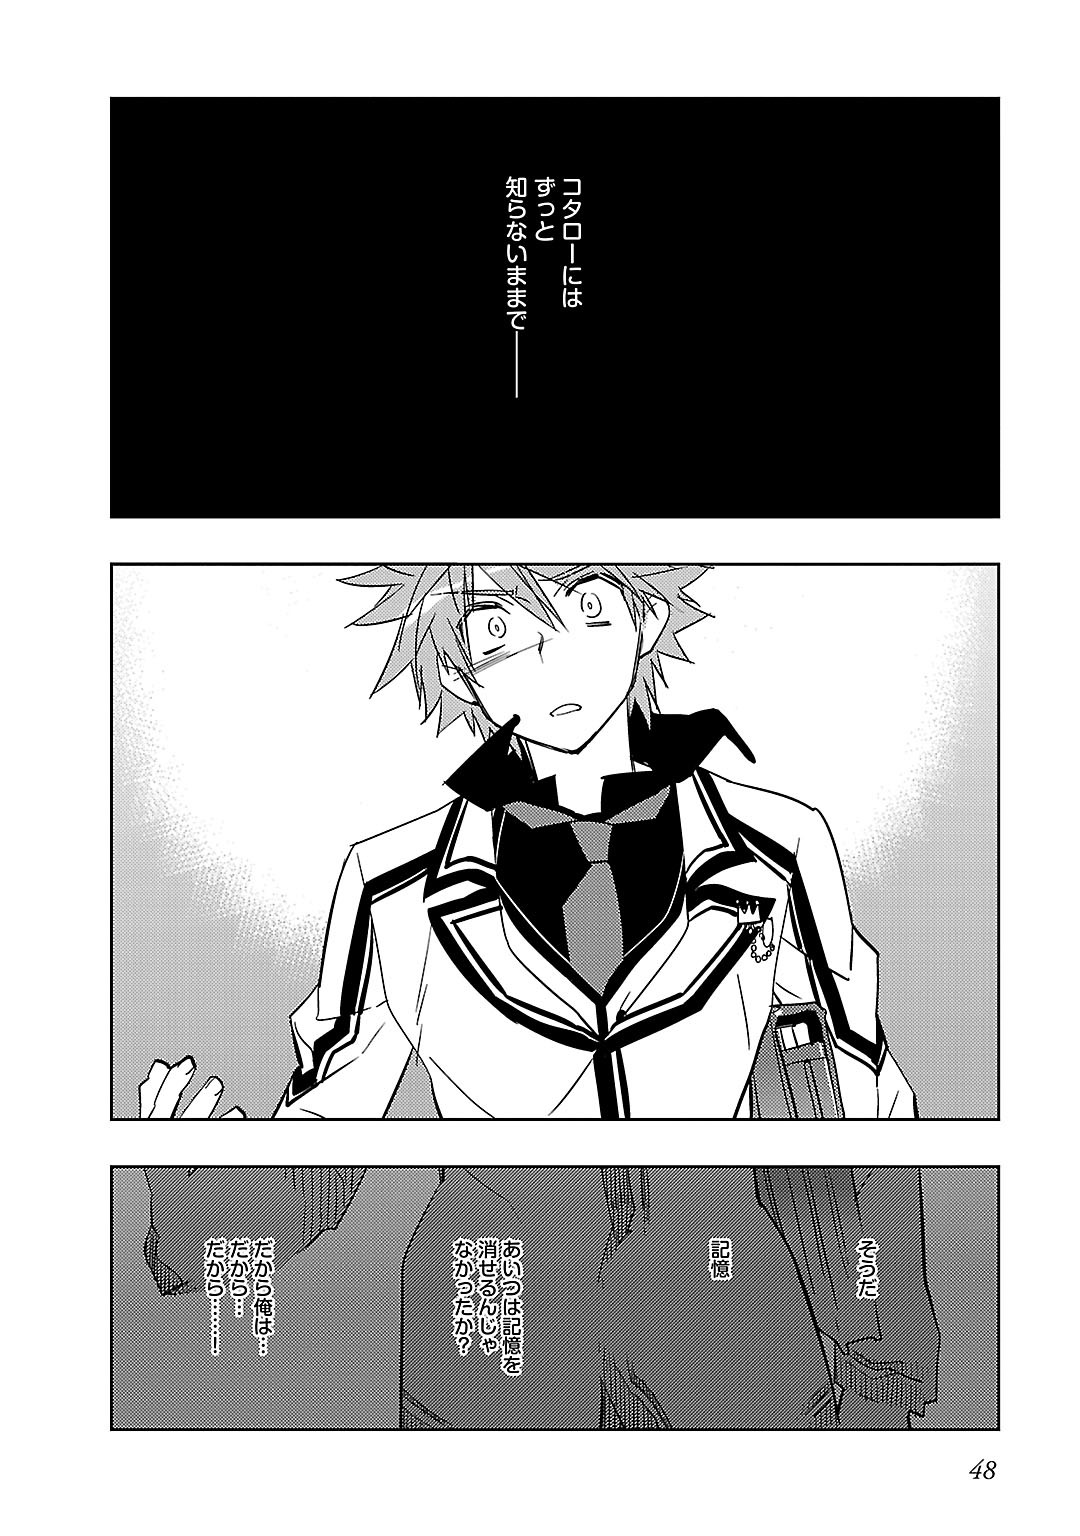 コタローには
ずっと
知らないままで――
そうだ
記憶
あいつは記憶を
消せるんじゃ
なかったか?
だから俺は…
だから…
だから……!
48